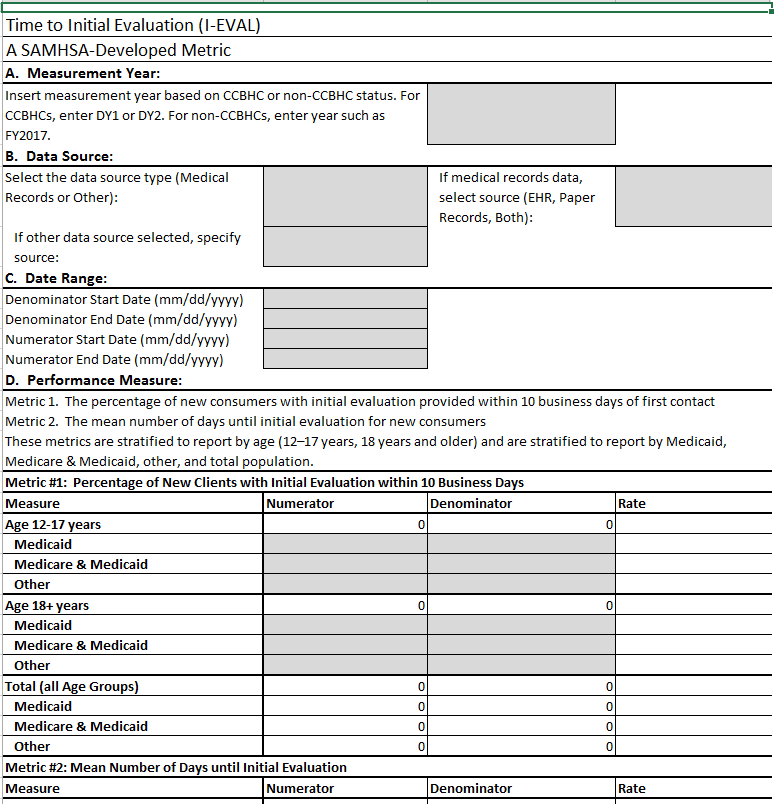 Time to Initial Evaluation (I-EVAL)
A SAMHSA-Developed Metric
A. Measurement Year:
Insert measurement year based on CCBHC or non-CCBHC status. For
CCBHCs, enter DY1 or DY2. For non-CCBHCs, enter year such as
FY2017.
B. Data Source:
Select the data source type (Medical
Records or Other):
If medical records data,
select source (EHR, Paper
Records, Both):
If other data source selected, specify
source:
C. Date Range:
Denominator Start Date (mm/dd/yyyy)
Denominator End Date (mm/dd/yyyy)
Numerator Start Date (mm/dd/yyyy)
Numerator End Date (mm/dd/yyyy)
D. Performance Measure:
Metric 1. The percentage of new consumers with initial evaluation provided within 10 business days of first contact
Metric 2. The mean number of days until initial evaluation for new consumers
These metrics are stratified to report by age (12–17 years, 18 years and older) and are stratified to report by Medicaid,
Medicare & Medicaid, other, and total population.
Metric #1: Percentage of New Clients with Initial Evaluation within 10 Business Days
Measure Numerator Denominator Rate
Age 12-17 years 0 0
Medicaid
Medicare & Medicaid
Other
Age 18+ years 0 0
Medicaid
Medicare & Medicaid
Other
Total (all Age Groups) 0 0
Medicaid 0 0
Medicare & Medicaid 0 0
Other 0 0
Metric #2: Mean Number of Days until Initial Evaluation
Measure Numerator Denominator Rate